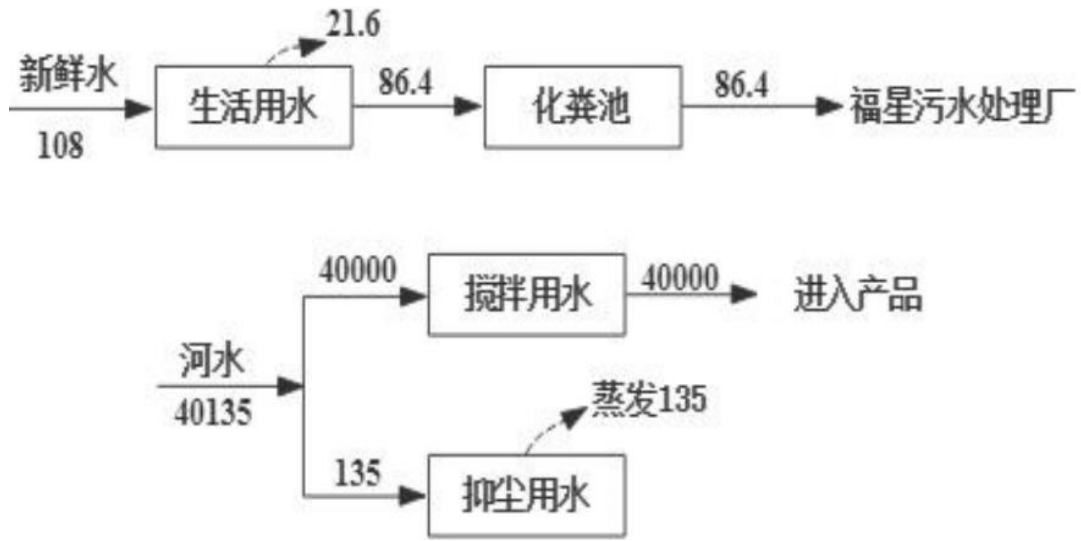 21.6
新鲜水
108
生活用水
86.4
化粪池
86.4
福星污水处理厂
40000
搅拌用水
40000
进入产品
河水
40135
蒸发135
135
抑尘用水